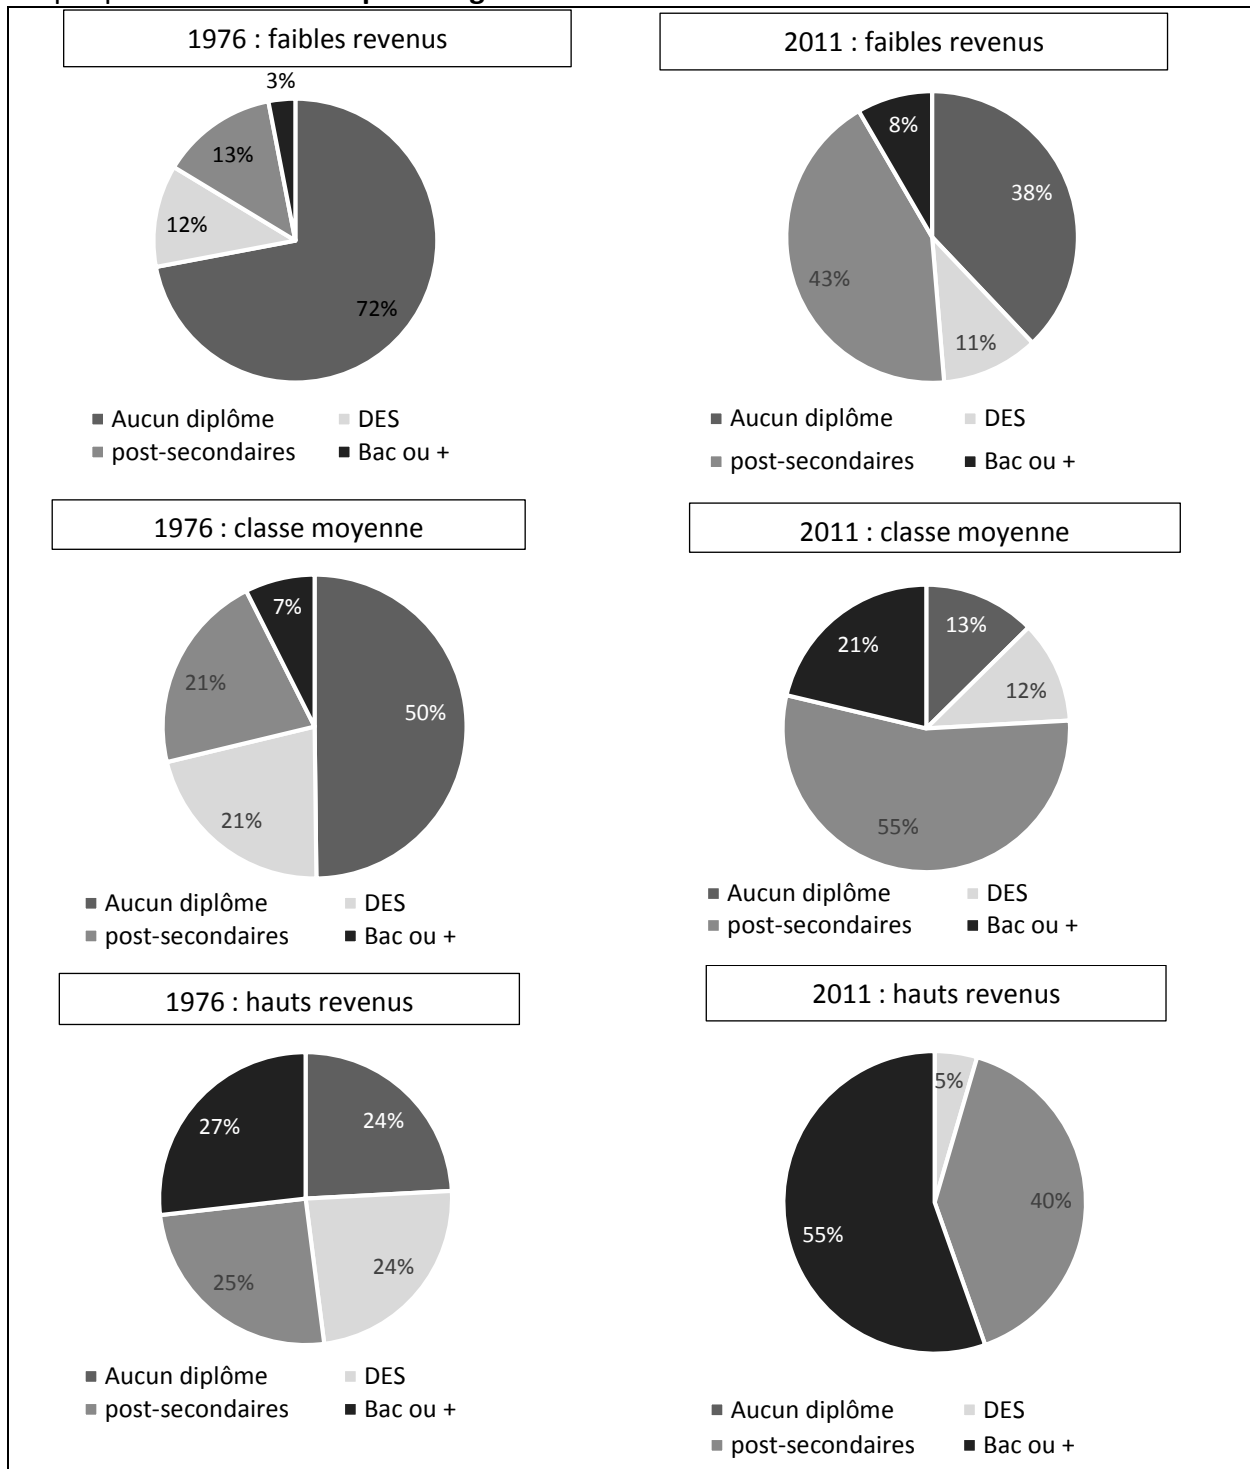 1976 : faibles revenus
2011 : faibles revenus
3%
13%
12%
72%
8%
38%
43%
11%
Aucun diplôme DES
post-secondaires Bac ou +
Aucun diplôme DES
post-secondaires Bac ou +
1976 : classe moyenne
2011 : classe moyenne
7%
21%
50%
21%
13%
21%
12%
55%
Aucun diplôme DES
post-secondaires Bac ou +
Aucun diplôme DES
post-secondaires Bac ou +
1976 : hauts revenus
2011 : hauts revenus
27%
24%
25%
24%
5%
40%
55%
Aucun diplôme DES
post-secondaires Bac ou +
Aucun diplôme DES
post-secondaires Bac ou +